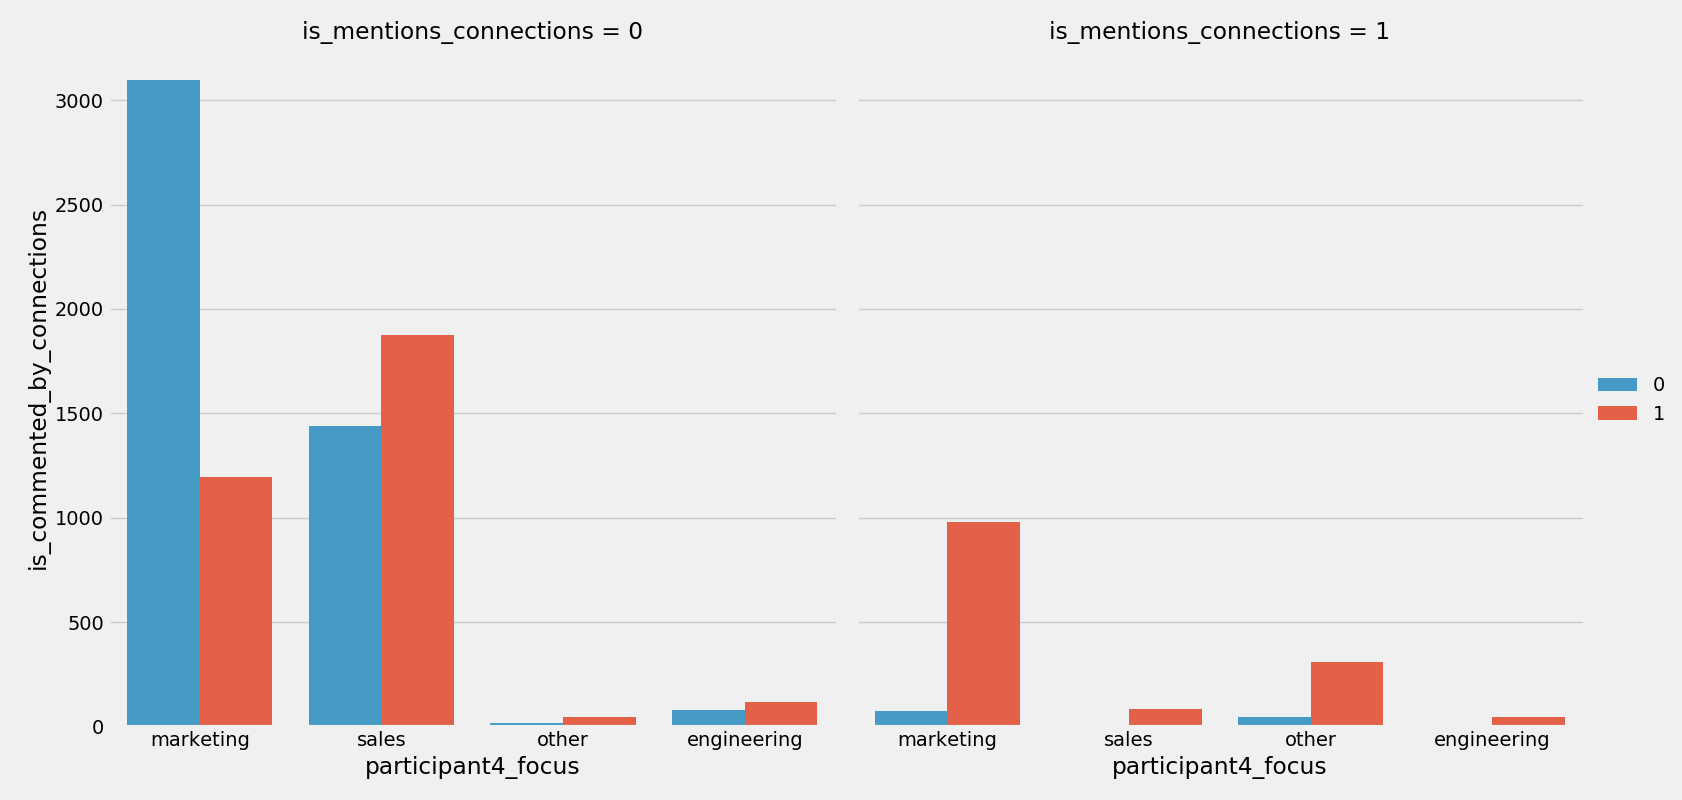 is_mentions_connections = 0
is_mentions_connections = 1
is_commented_by_connections
3000
2500
2000
1500
1000
500
0
marketing sales other engineering
marketing sales other engineering
participant4_focus
participant4_focus
0
1